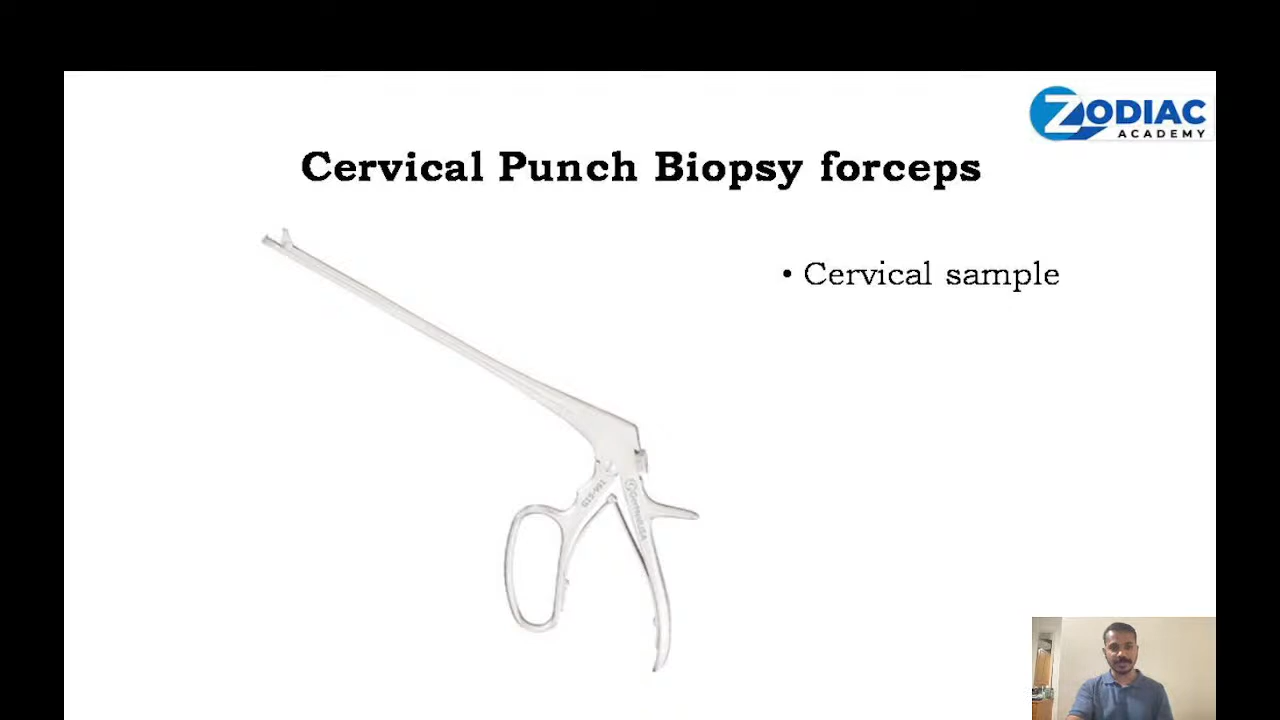 ZODIAC
ACADEMY
Cervical Punch Biopsy forceps
• Cervical sample